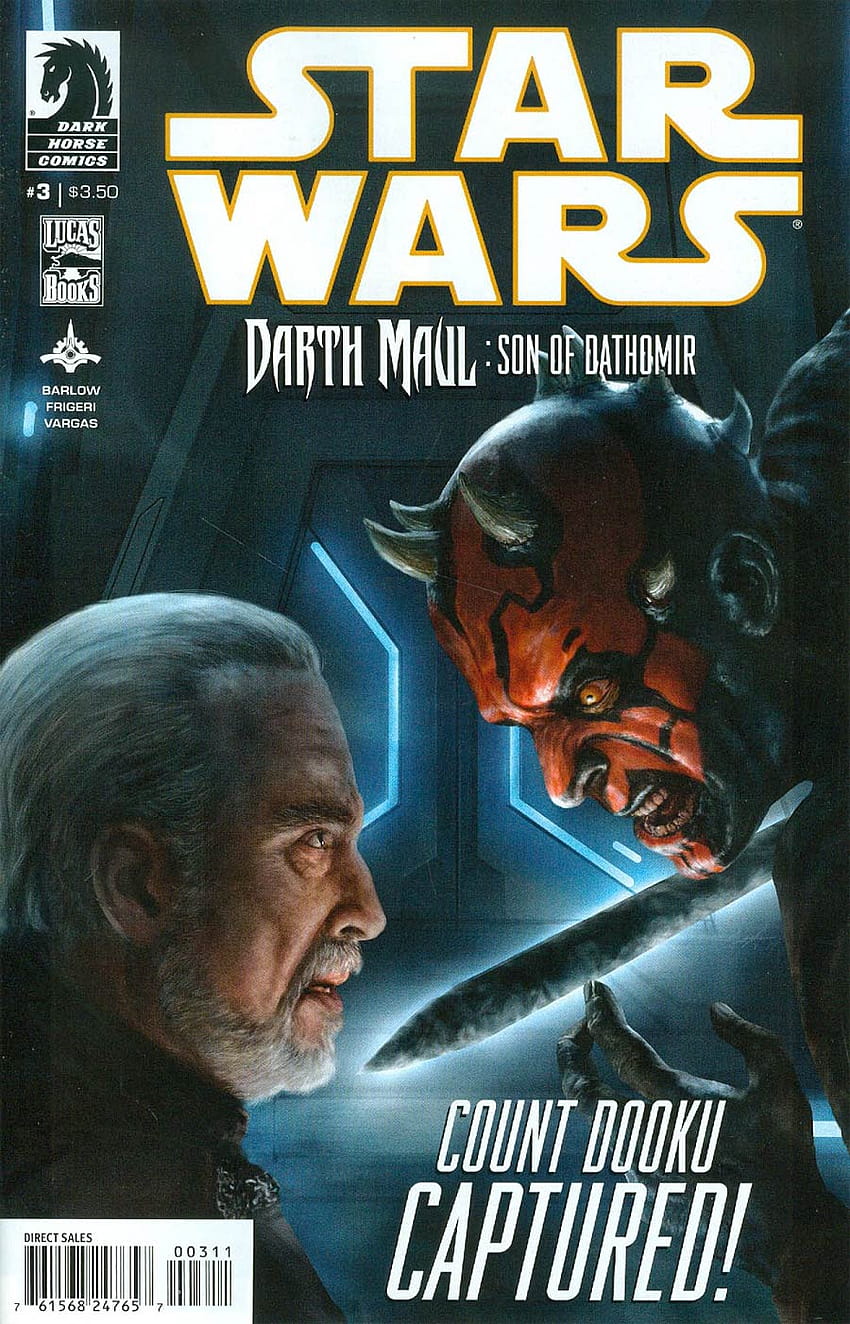 STAR
WARS®
DARK
HORSE
COMICS
®
#3 | $3.50
LUCAS
BOOKS
DARTH MAUL: SON OF DATHOMIR
BARLOW
FRIGERI
VARGAS
COUNT DOOKU
CAPTURED!
DIRECT SALES
00311
7 61568 24765 7